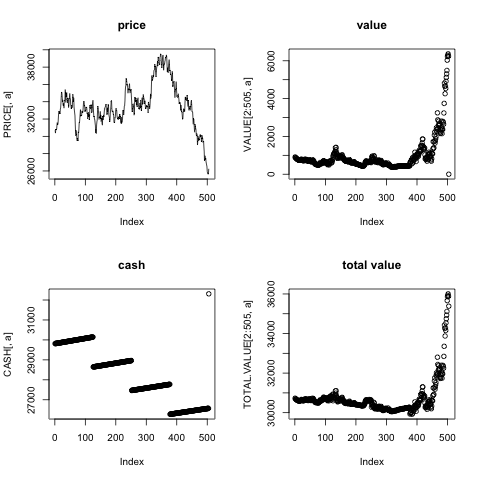 price
PRICE[, a]
26000 32000 38000
0 100 200 300 400 500
Index
value
VALUE[2:505, a]
0 2000 4000 6000
0 100 200 300 400 500
Index
cash
CASH[, a]
27000 29000 31000
0 100 200 300 400 500
Index
total value
TOTAL.VALUE[2:505, a]
30000 32000 34000 36000
0 100 200 300 400 500
Index